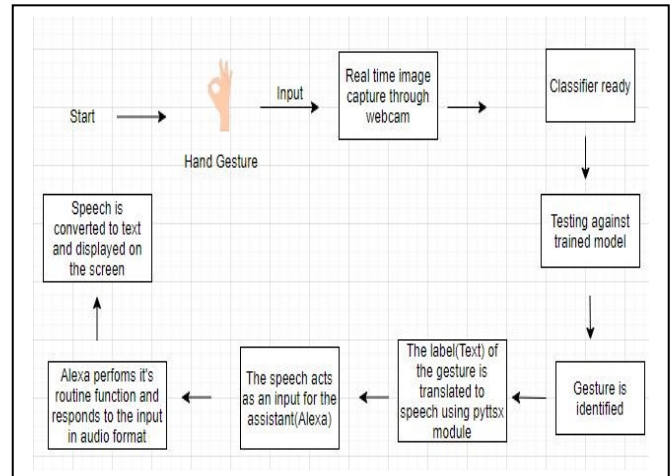 Start
Hand Gesture
Input
Real time image
capture through
webcam
Classifier ready
Testing against
trained model
Gesture is
identified
The label(Text) of
the gesture is
translated to
speech using pyttsx
module
The speech acts
as an input for the
assistant(Alexa)
Alexa perfoms it's
routine function and
responds to the input
in audio format
Speech is
converted to text
and displayed on
the screen